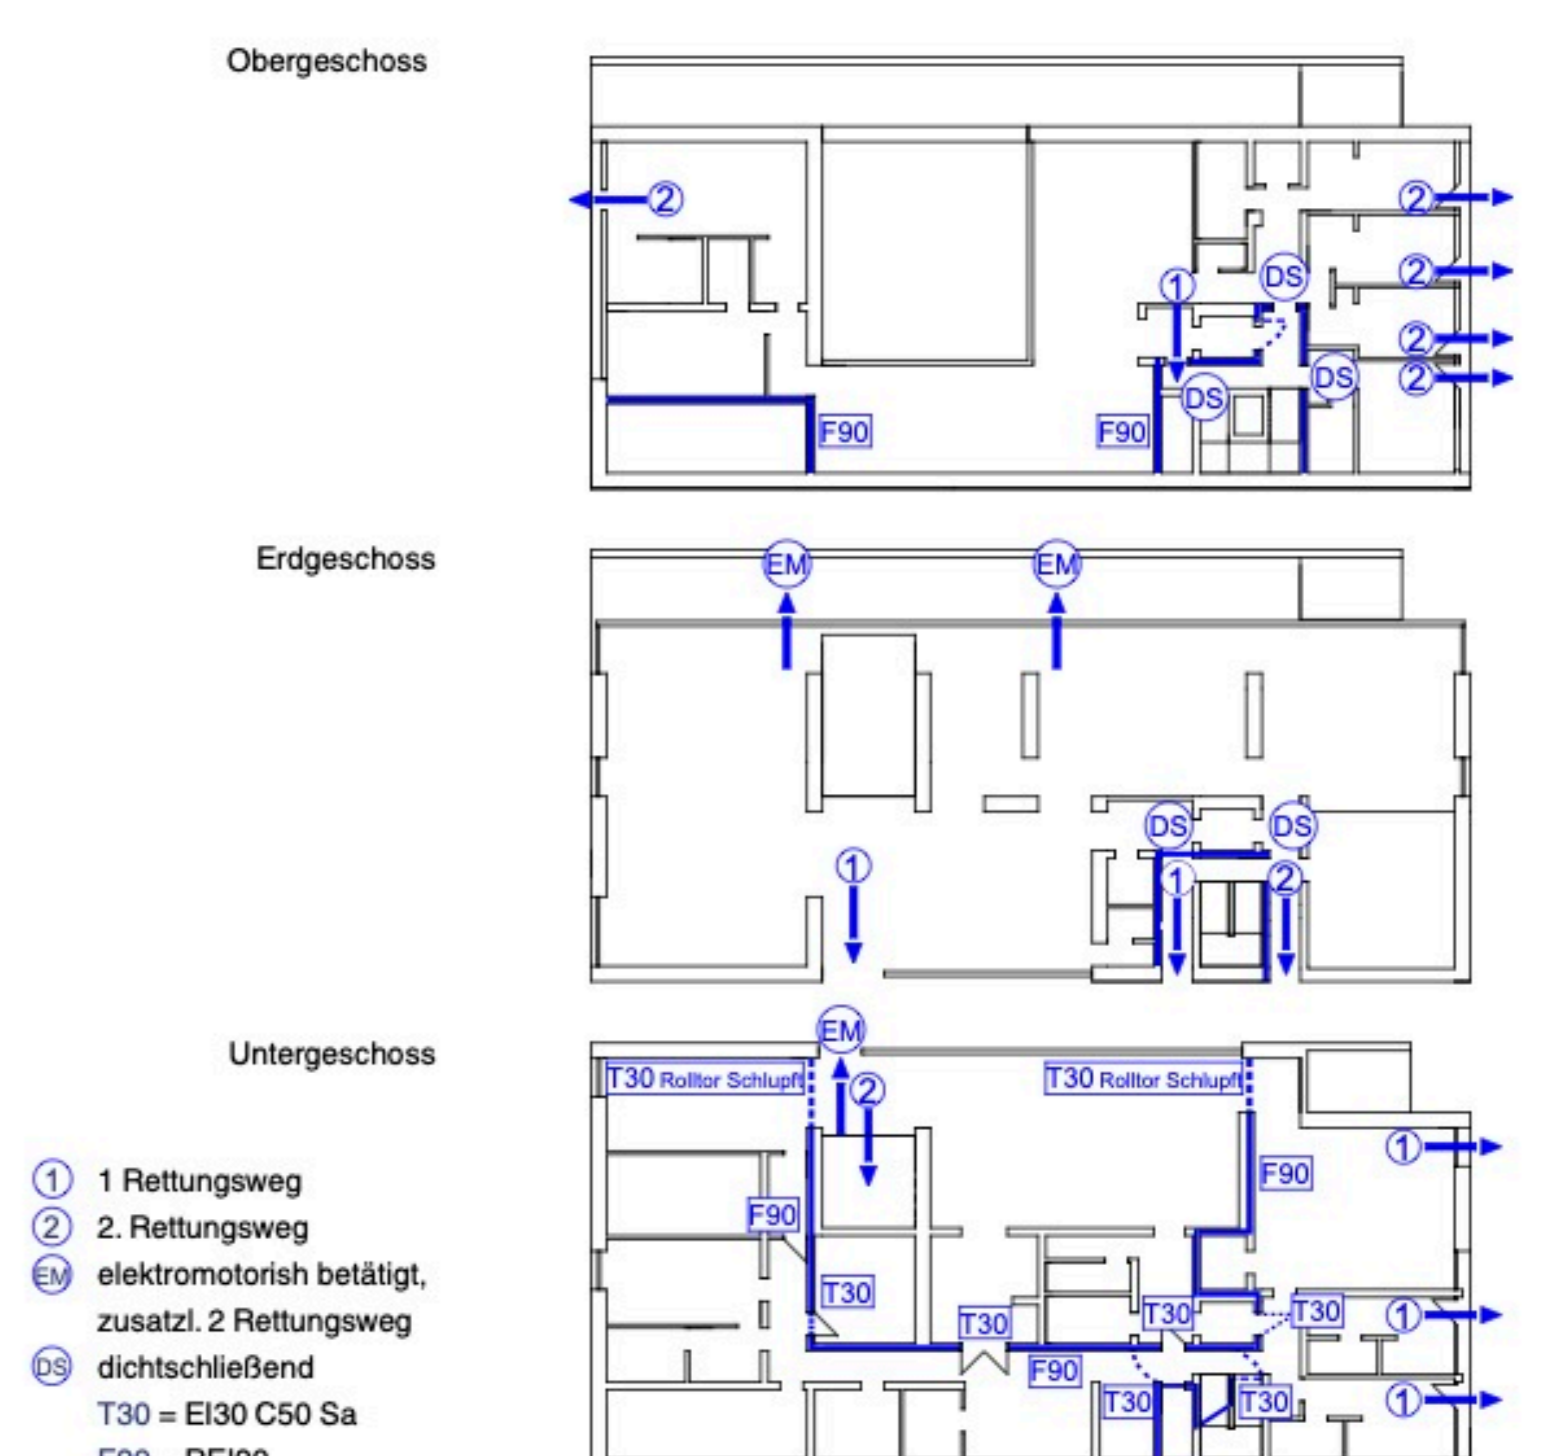 Obergeschoss
2
2
2
DS
1
2
DS
2
DS
F90
F90
Erdgeschoss
EM
EM
DS
DS
1
1
2
Untergeschoss
EM
T30 Rolltor Schlupft
2
T30 Rolltor Schlupft
1
F90
F90
T30
T30
T30
T30
1
F90
T30
T30
1
1 1 Rettungsweg
2 2. Rettungsweg
EM elektromotorish betätigt,
zusatzl. 2 Rettungsweg
DS dichtschließend
T30 = EI30 C50 Sa